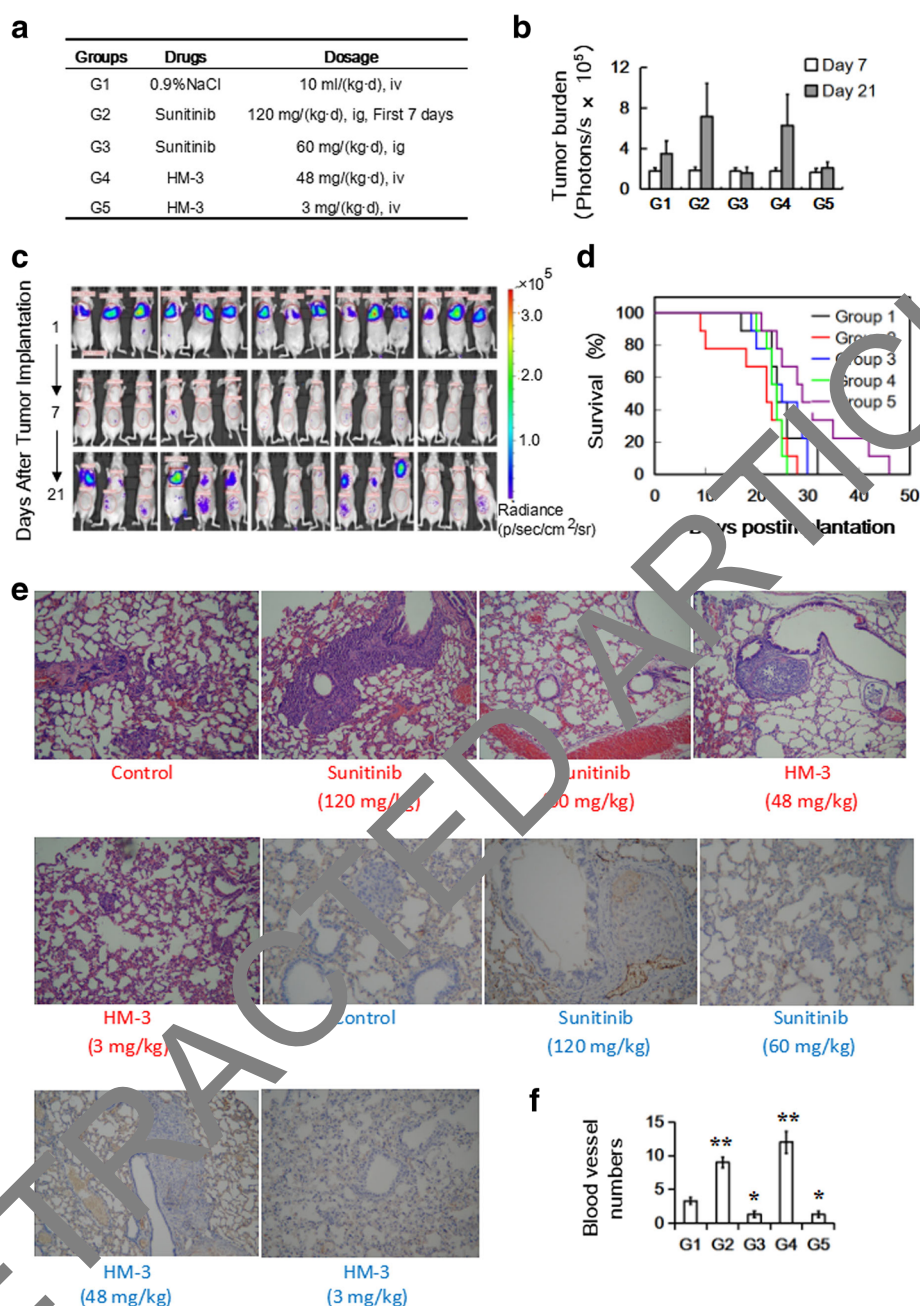 a
Groups Drugs Dosage
G1 0.9%NaCl 10 ml/(kg·d), iv
G2 Sunitinib 120 mg/(kg·d), ig, First 7 days
G3 Sunitinib 60 mg/(kg·d), ig
G4 HM-3 48 mg/(kg·d), iv
G5 HM-3 3 mg/(kg·d), iv
b
Tumor burden
(Photons/s × 10⁵)
12
8
4
0
Day 7
Day 21
G1 G2 G3 G4 G5
c
Days After Tumor Implantation
1
7
21
×10⁵
3.0
2.0
1.0
Radiance
(p/sec/cm²/sr)
d
Survival (%)
100
80
60
40
20
0
0 10 20 30 40 50
Group 1
Group 3
Group 4
Group 5
postimplantation
e
Control
Sunitinib
(120 mg/kg)
HM-3
(48 mg/kg)
HM-3
(3 mg/kg)
Sunitinib
(120 mg/kg)
Sunitinib
(60 mg/kg)
HM-3
(48 mg/kg)
HM-3
(3 mg/kg)
f
Blood vessel
numbers
15
10
5
0
** * ** *
G1 G2 G3 G4 G5
ETRACTED ARTIC